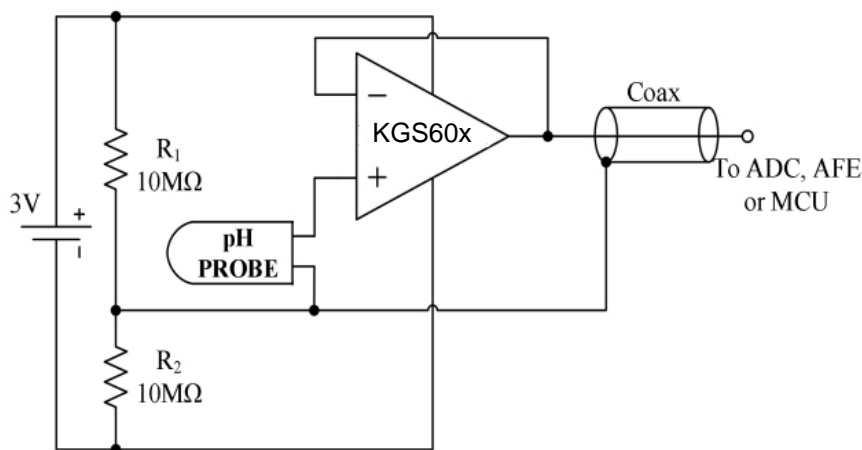 Coax
KGS60x
R1
10MΩ
To ADC, AFE
or MCU
3V
pH
PROBE
R2
10MΩ